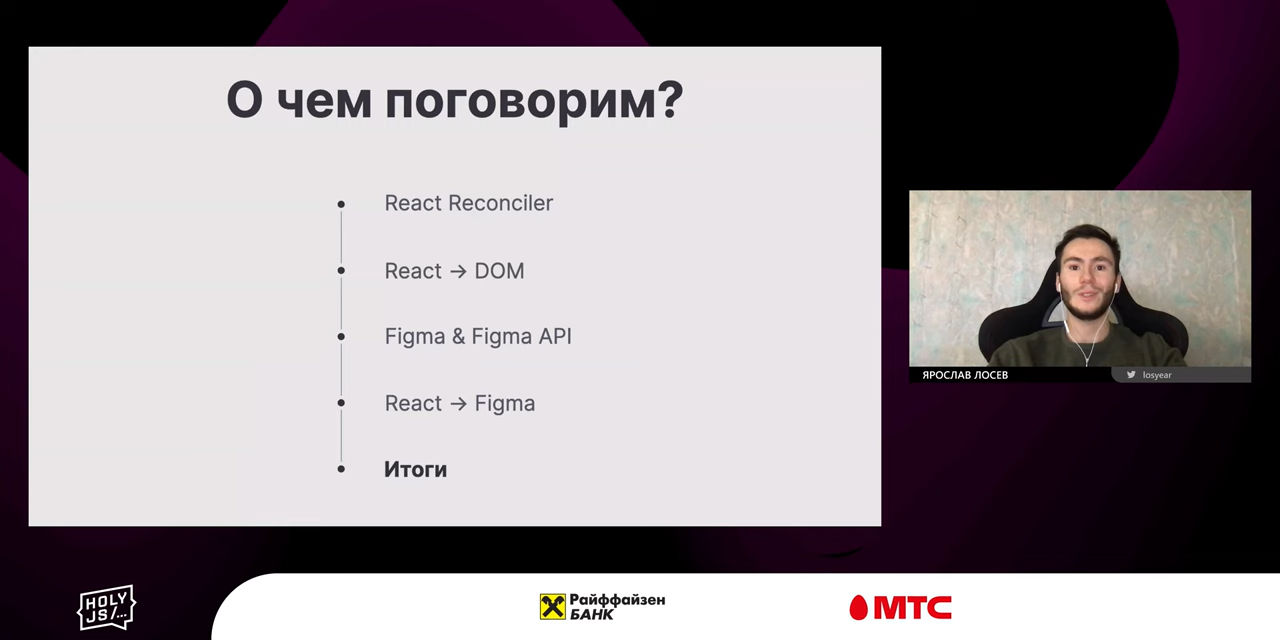 О чем поговорим?
React Reconciler
React → DOM
Figma & Figma API
React → Figma
Итоги
ЯРОСЛАВ ЛОСЕВ
losyear
HOLY
JS/...
Райффайзен
БАНК
МТС